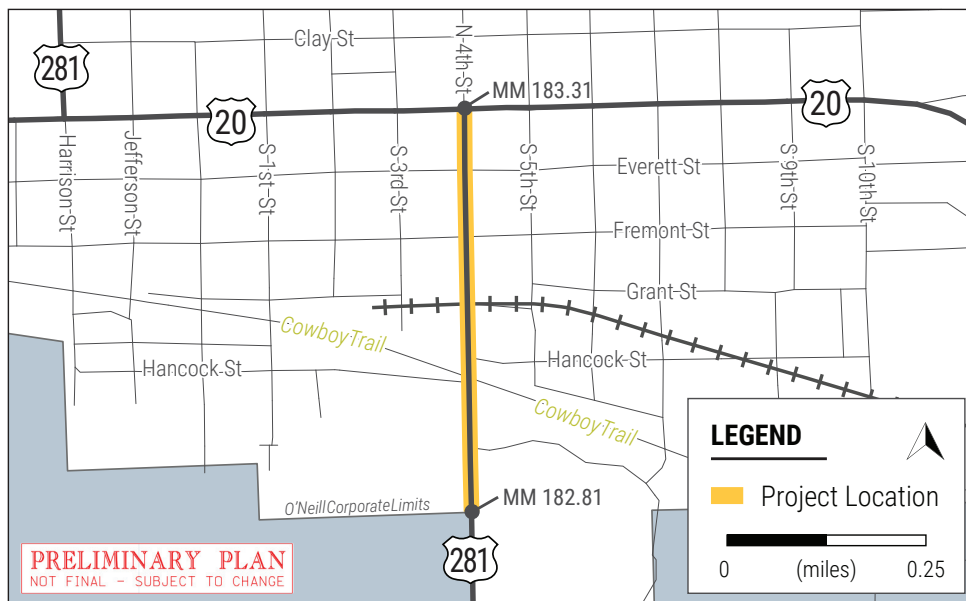 Clay St
N 4th St
281
MM 183.31
20
20
Harrison St
Jefferson St
S 1st St
S 3rd St
S 5th St
S 9th St
S 10th St
Everett St
Fremont St
Grant St
Cowboy Trail
Hancock St
Hancock St
Cowboy Trail
MM 182.81
O'Neill Corporate Limits
281
PRELIMINARY PLAN
NOT FINAL – SUBJECT TO CHANGE
LEGEND
Project Location
0 (miles) 0.25